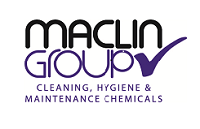 MACLIN
GROUP
CLEANING, HYGIENE &
MAINTENANCE CHEMICALS